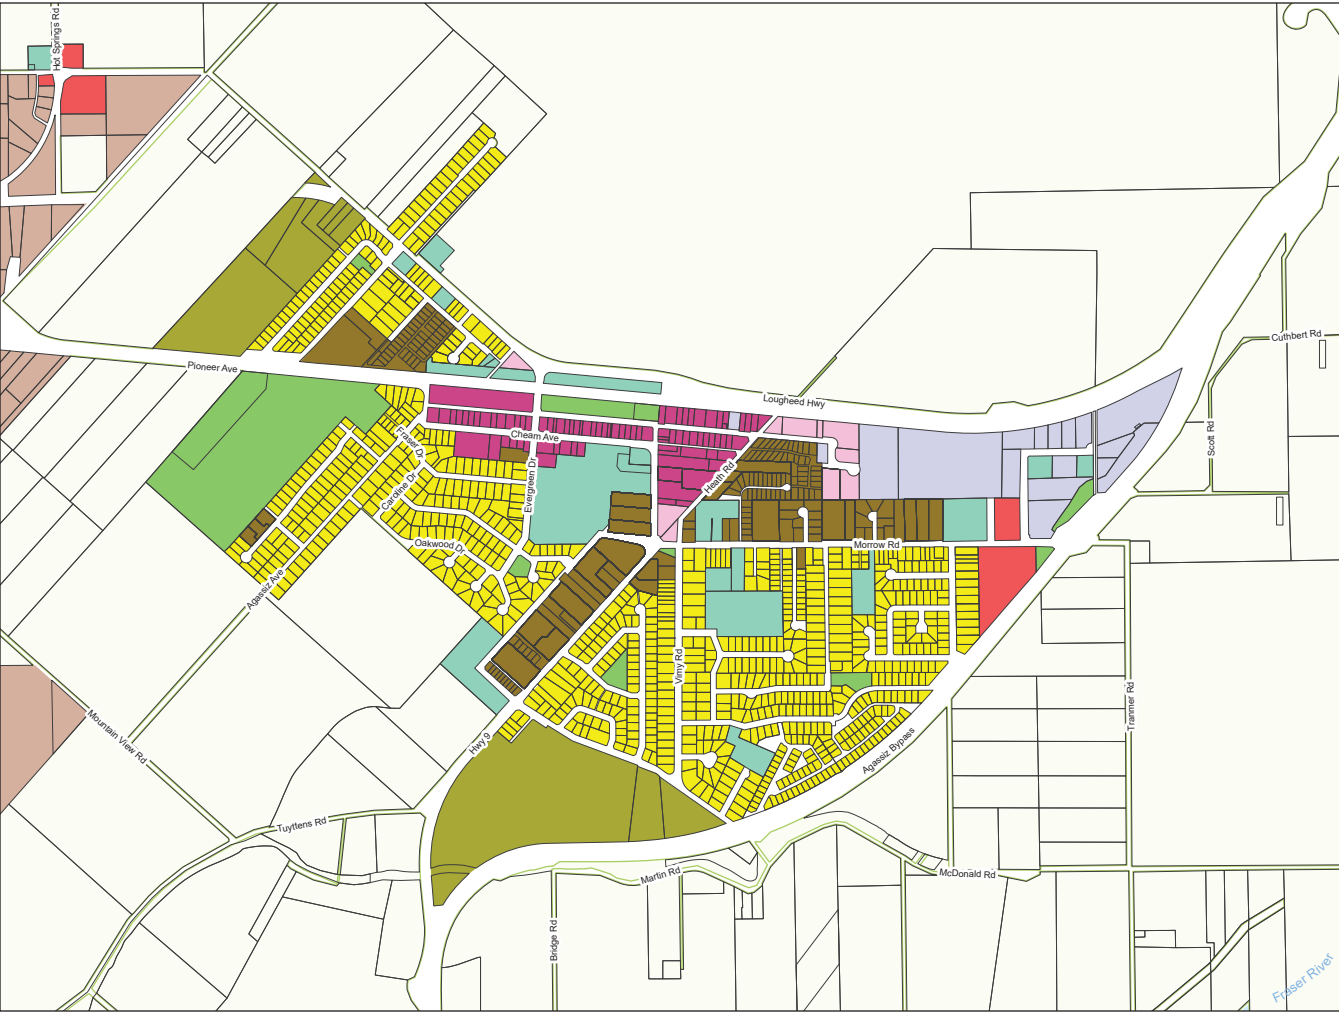 Hot Springs Rd
Cuthbert Rd
Pioneer Ave
Lougheed Hwy
Scott Rd
Cheam Ave
Fraser Dr
Heath Rd
Evergreen Dr
Caroline Dr
Oakwood Dr
Morrow Rd
Agassiz Ave
Vimy Rd
Tranmer Rd
Mountain View Rd
Hwy 9
Agassiz Bypass
Tuyttens Rd
Martin Rd
McDonald Rd
Bridge Rd
Fraser River